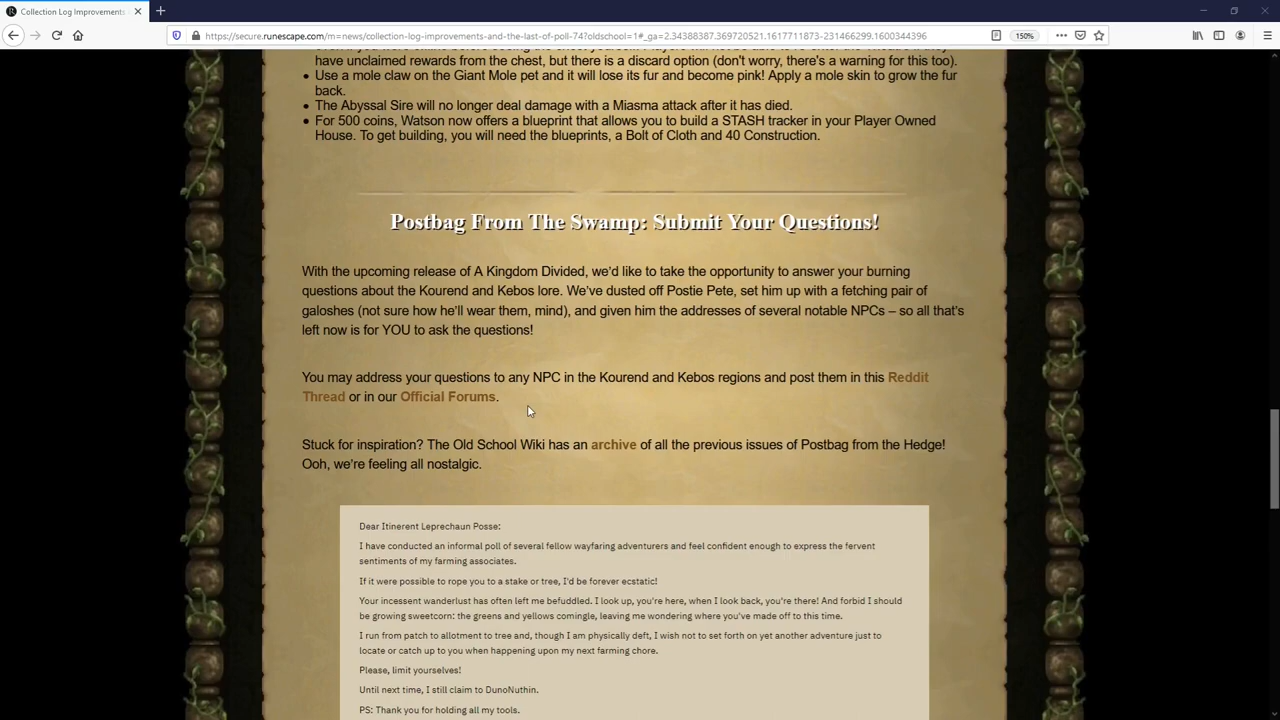 Collection Log Improvements
https://secure.runescape.com/m=news/collection-log-improvements-and-the-last-of-poll-74?oldschool=1#_ga=2.34388387.369720521.1617711873-231466299.1600344396
150%
have unclaimed rewards from the chest, but there is a discard option (don't worry, there's a warning for this too).
• Use a mole claw on the Giant Mole pet and it will lose its fur and become pink! Apply a mole skin to grow the fur
back.
• The Abyssal Sire will no longer deal damage with a Miasma attack after it has died.
• For 500 coins, Watson now offers a blueprint that allows you to build a STASH tracker in your Player Owned
House. To get building, you will need the blueprints, a Bolt of Cloth and 40 Construction.
Postbag From The Swamp: Submit Your Questions!
With the upcoming release of A Kingdom Divided, we'd like to take the opportunity to answer your burning
questions about the Kourend and Kebos lore. We've dusted off Postie Pete, set him up with a fetching pair of
galoshes (not sure how he'll wear them, mind), and given him the addresses of several notable NPCs – so all that's
left now is for YOU to ask the questions!
You may address your questions to any NPC in the Kourend and Kebos regions and post them in this Reddit
Thread or in our Official Forums.
Stuck for inspiration? The Old School Wiki has an archive of all the previous issues of Postbag from the Hedge!
Ooh, we're feeling all nostalgic.
Dear Itinerent Leprechaun Posse:
I have conducted an informal poll of several fellow wayfaring adventurers and feel confident enough to express the fervent
sentiments of my farming associates.
If it were possible to rope you to a stake or tree, I'd be forever ecstatic!
Your incessent wanderlust has often left me befuddled. I look up, you're here, when I look back, you're there! And forbid I should
be growing sweetcorn: the greens and yellows comingle, leaving me wondering where you've made off to this time.
I run from patch to allotment to tree and, though I am physically deft, I wish not to set forth on yet another adventure just to
locate or catch up to you when happening upon my next farming chore.
Please, limit yourselves!
Until next time, I still claim to DunoNuthin.
PS: Thank you for holding all my tools.